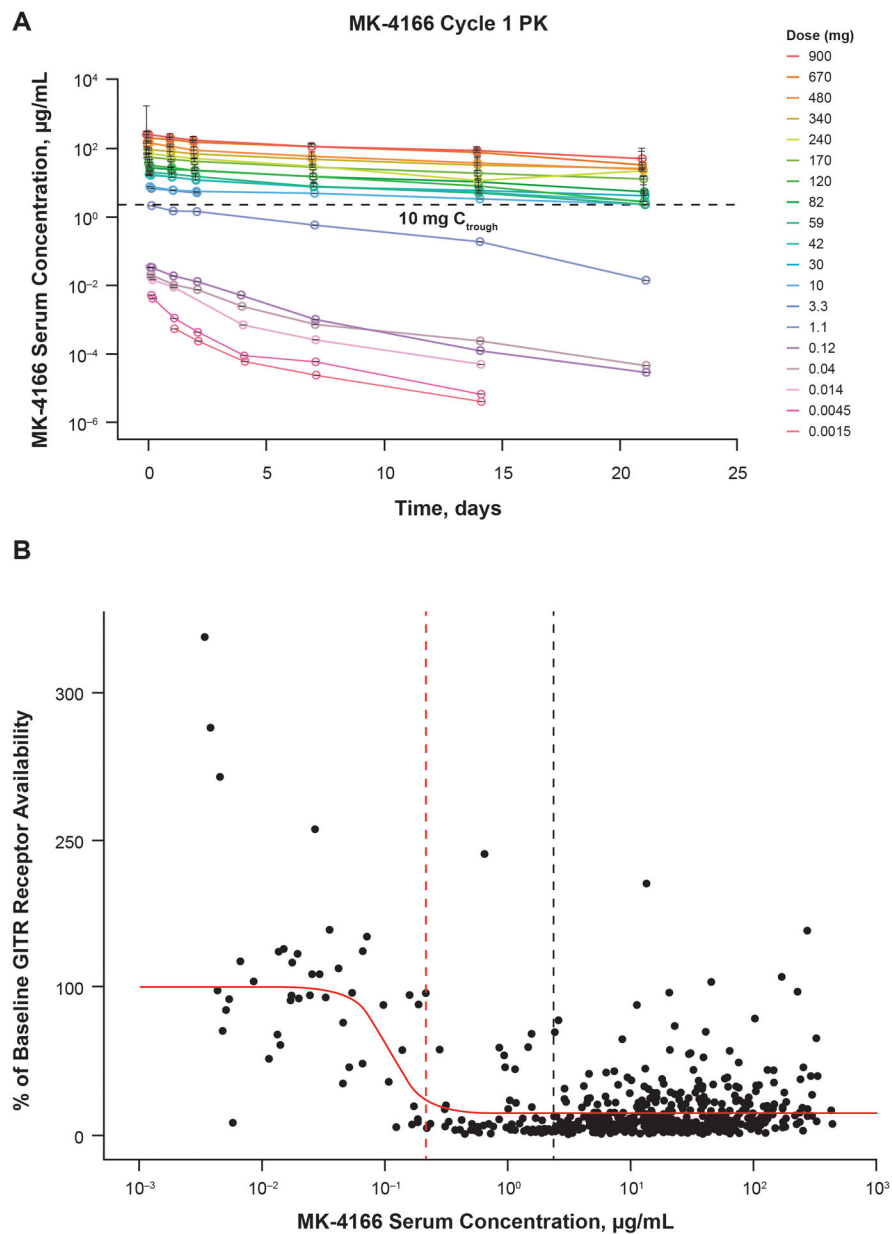 A
MK-4166 Cycle 1 PK
MK-4166 Serum Concentration, µg/mL
10⁴
10²
10⁰
10⁻²
10⁻⁴
10⁻⁶
10 mg Ctrough
0 5 10 15 20 25
Time, days
Dose (mg)
900
670
480
340
240
170
120
82
59
42
30
10
3.3
1.1
0.12
0.04
0.014
0.0045
0.0015
B
% of Baseline GITR Receptor Availability
300
250
100
0
10⁻³ 10⁻² 10⁻¹ 10⁰ 10¹ 10² 10³
MK-4166 Serum Concentration, µg/mL